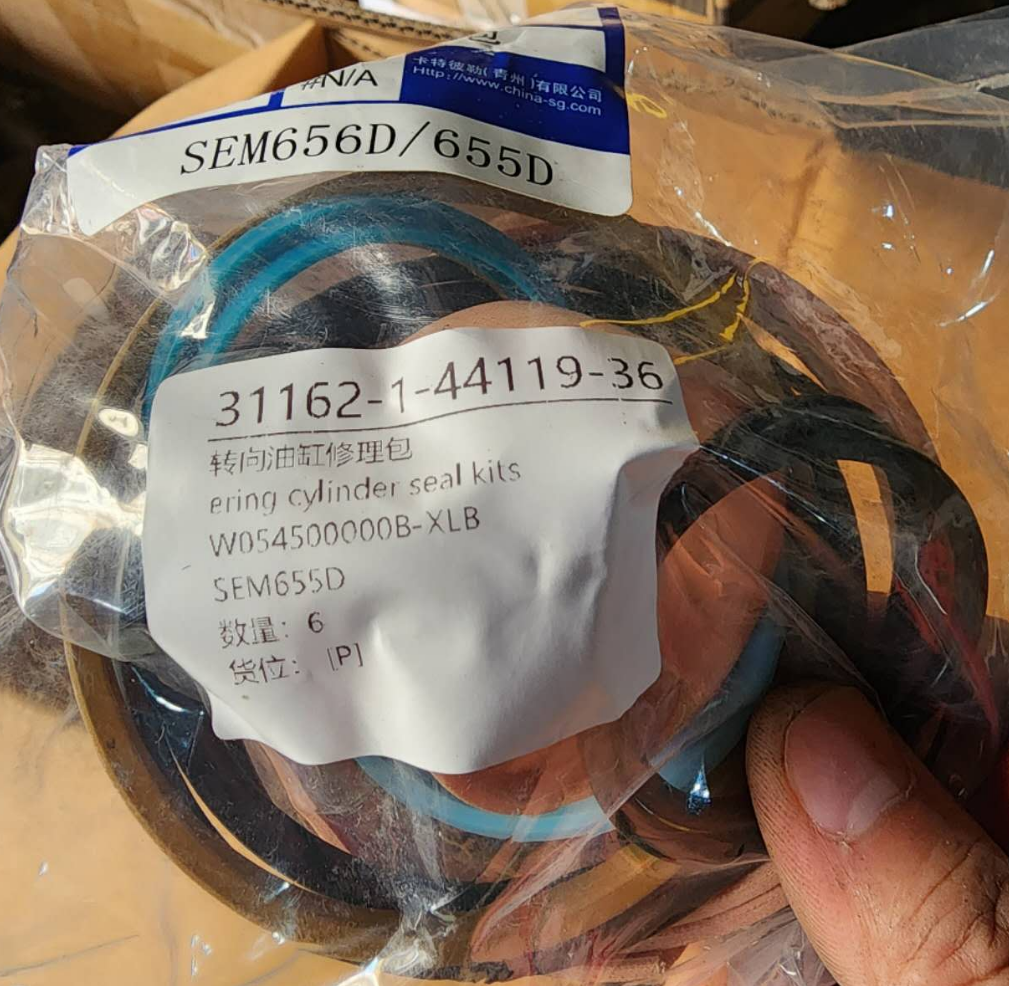 #N/A
卡特彼勒(青州)有限公司
Http://www.china-sg.com
SEM656D/655D
31162-1-44119-36
转向油缸修理包
ering cylinder seal kits
W054500000B-XLB
SEM655D
数量: 6
货位: [P]